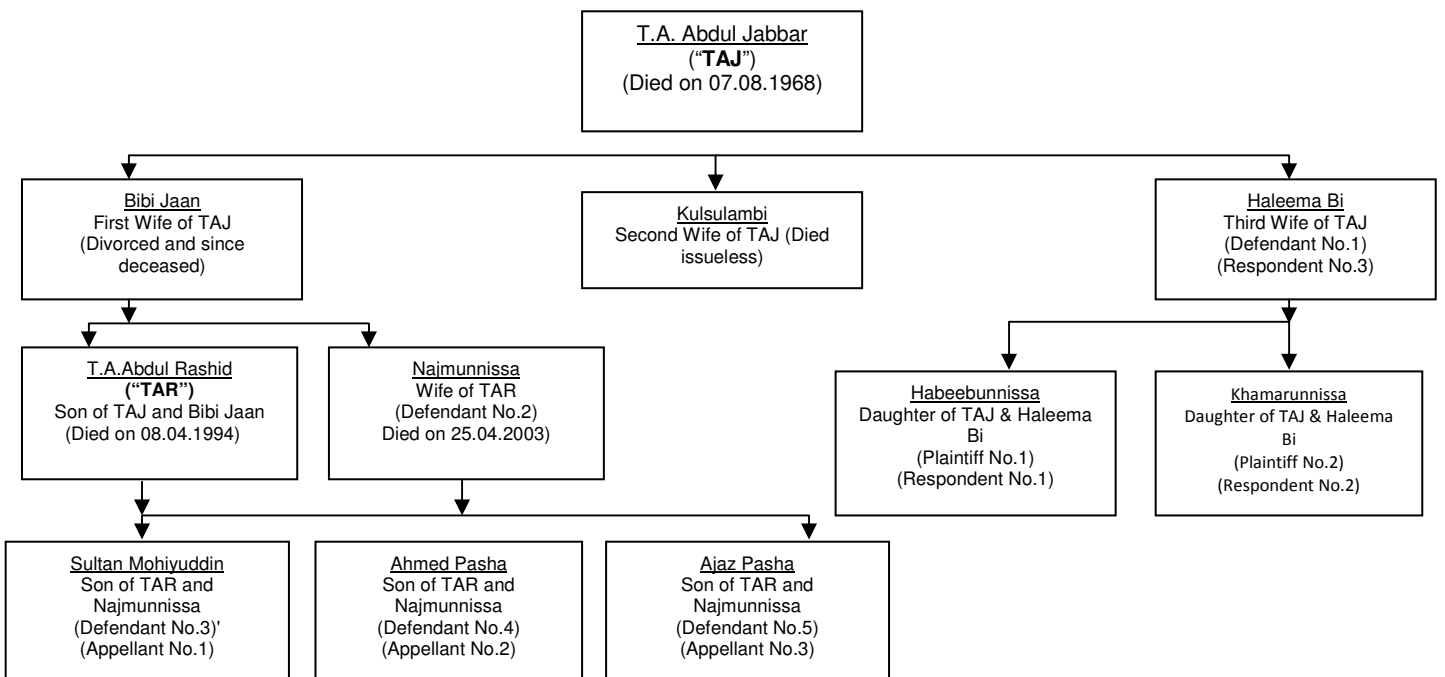 T.A. Abdul Jabbar
(“TAJ”)
(Died on 07.08.1968)
Bibi Jaan
First Wife of TAJ
(Divorced and since
deceased)
Kulsulambi
Second Wife of TAJ (Died
issueless)
Haleema Bi
Third Wife of TAJ
(Defendant No.1)
(Respondent No.3)
T.A.Abdul Rashid
(“TAR”)
Son of TAJ and Bibi Jaan
(Died on 08.04.1994)
Najmunnissa
Wife of TAR
(Defendant No.2)
Died on 25.04.2003)
Habeebunnissa
Daughter of TAJ & Haleema
Bi
(Plaintiff No.1)
(Respondent No.1)
Khamarunnissa
Daughter of TAJ & Haleema
Bi
(Plaintiff No.2)
(Respondent No.2)
Sultan Mohiyuddin
Son of TAR and
Najmunnissa
(Defendant No.3)'
(Appellant No.1)
Ahmed Pasha
Son of TAR and
Najmunnissa
(Defendant No.4)
(Appellant No.2)
Ajaz Pasha
Son of TAR and
Najmunnissa
(Defendant No.5)
(Appellant No.3)